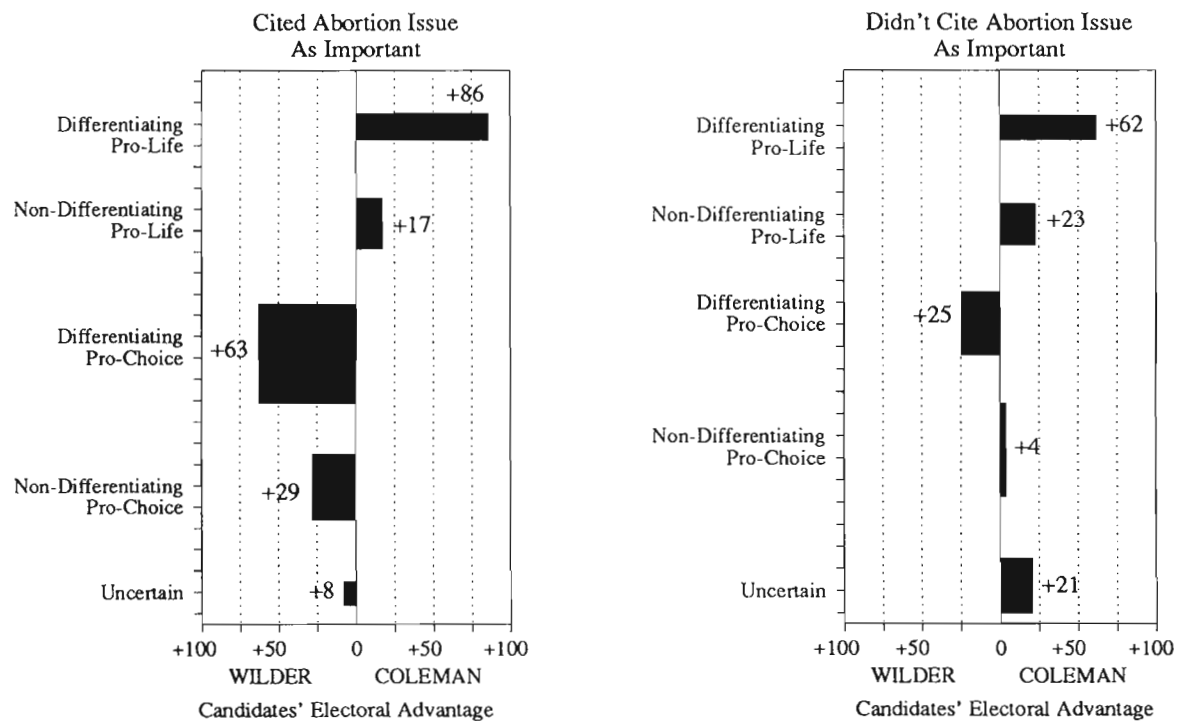 Cited Abortion Issue
As Important
+86
Differentiating
Pro-Life
Non-Differentiating
Pro-Life
+17
Differentiating
Pro-Choice
+63
Non-Differentiating
Pro-Choice
+29
Uncertain
+8
+100 +50 0 +50 +100
WILDER COLEMAN
Candidates' Electoral Advantage
Didn't Cite Abortion Issue
As Important
Differentiating
Pro-Life
+62
Non-Differentiating
Pro-Life
+23
Differentiating
Pro-Choice
+25
Non-Differentiating
Pro-Choice
+4
Uncertain
+21
+100 +50 0 +50 +100
WILDER COLEMAN
Candidates' Electoral Advantage